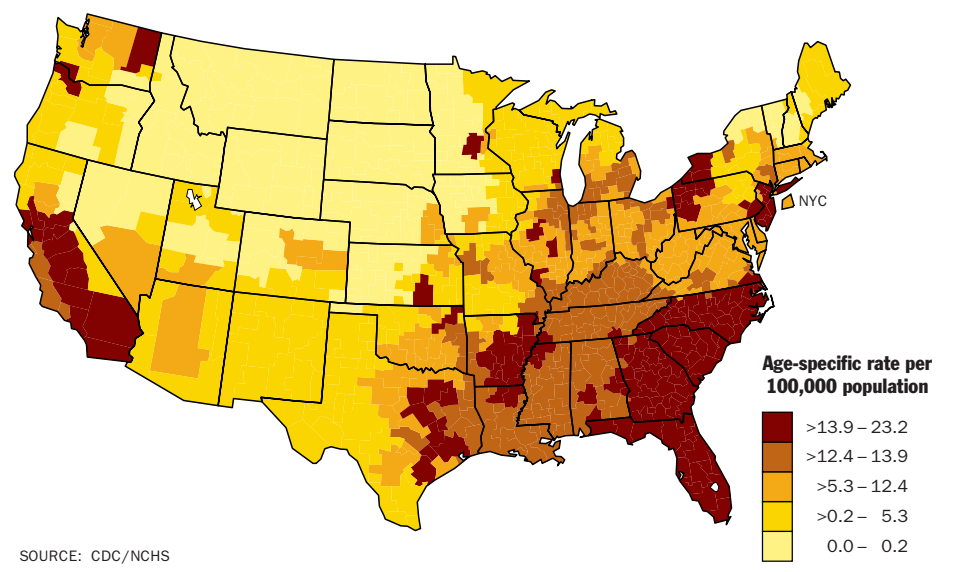 NYC
Age-specific rate per
100,000 population
>13.9 – 23.2
>12.4 – 13.9
>5.3 – 12.4
>0.2 – 5.3
0.0 – 0.2
SOURCE: CDC/NCHS